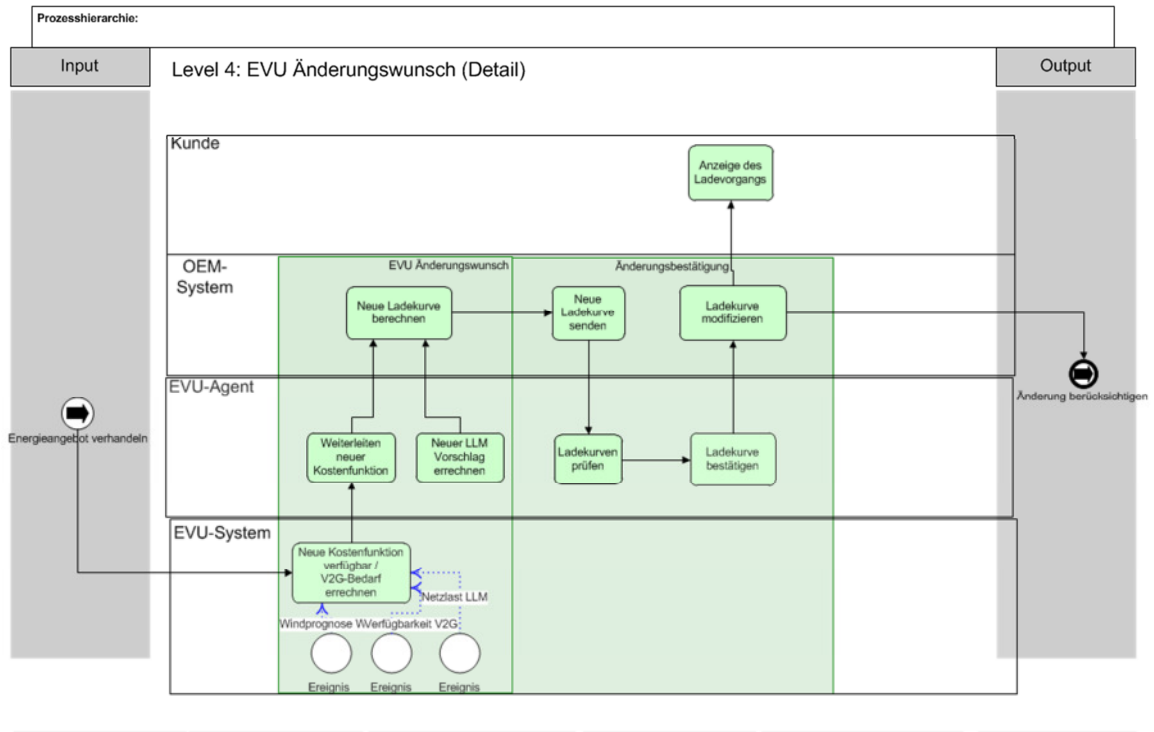 Prozesshierarchie:
Input
Level 4: EVU Änderungswunsch (Detail)
Output
Kunde
Anzeige des
Ladevorgangs
OEM-
System
EVU Änderungswunsch
Änderungsbestätigung
Neue Ladekurve
berechnen
Neue
Ladekurve
senden
Ladekurve
modifizieren
EVU-Agent
Änderung berücksichtigen
Energieangebot verhandeln
Weiterleiten
neuer
Kostenfunktion
Neuer LLM
Vorschlag
errechnen
Ladekurven
prüfen
Ladekurve
bestätigen
EVU-System
Neue Kostenfunktion
verfügbar /
V2G-Bedarf
errechnen
Netzlast LLM
Windprognose
Verfügbarkeit V2G
Ereignis
Ereignis
Ereignis